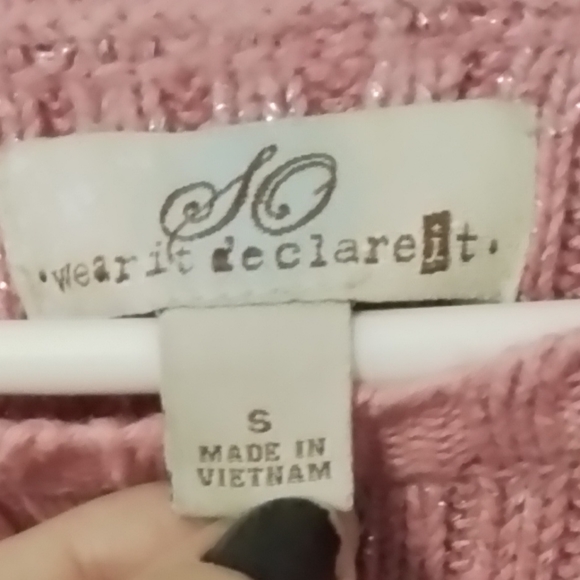 SO
·wear it declare it·
S
MADE IN
VIETNAM